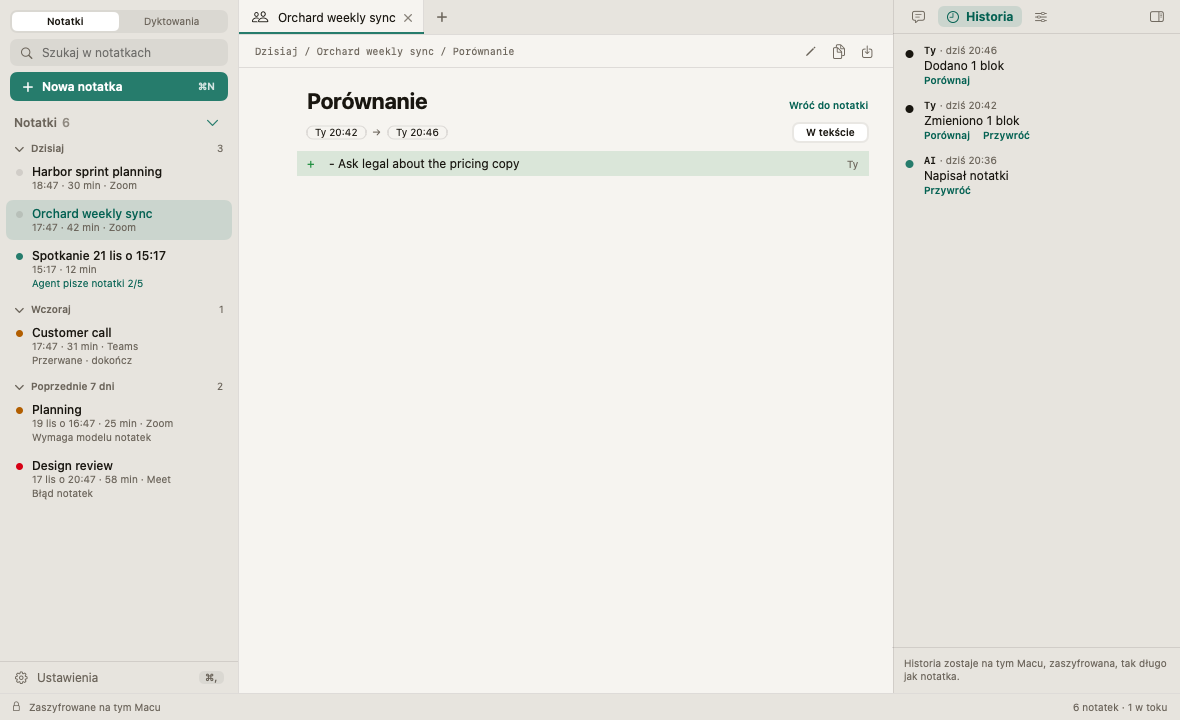 Notatki
Dyktowania
Szukaj w notatkach
Nowa notatka ⌘N
Notatki 6
Dzisiaj 3
Harbor sprint planning
18:47 · 30 min · Zoom
Orchard weekly sync
17:47 · 42 min · Zoom
Spotkanie 21 lis o 15:17
15:17 · 12 min
Agent pisze notatki 2/5
Wczoraj 1
Customer call
17:47 · 31 min · Teams
Przerwane · dokończ
Poprzednie 7 dni 2
Planning
19 lis o 16:47 · 25 min · Zoom
Wymaga modelu notatek
Design review
17 lis o 20:47 · 58 min · Meet
Błąd notatek
Ustawienia ⌘,
Zaszyfrowane na tym Macu
Orchard weekly sync
Dzisiaj / Orchard weekly sync / Porównanie
Porównanie
Wróć do notatki
Ty 20:42 → Ty 20:46
W tekście
+ - Ask legal about the pricing copy Ty
Historia
Ty · dziś 20:46
Dodano 1 blok
Porównaj
Ty · dziś 20:42
Zmieniono 1 blok
Porównaj Przywróć
AI · dziś 20:36
Napisał notatki
Przywróć
Historia zostaje na tym Macu, zaszyfrowana, tak długo
jak notatka.
6 notatek · 1 w toku